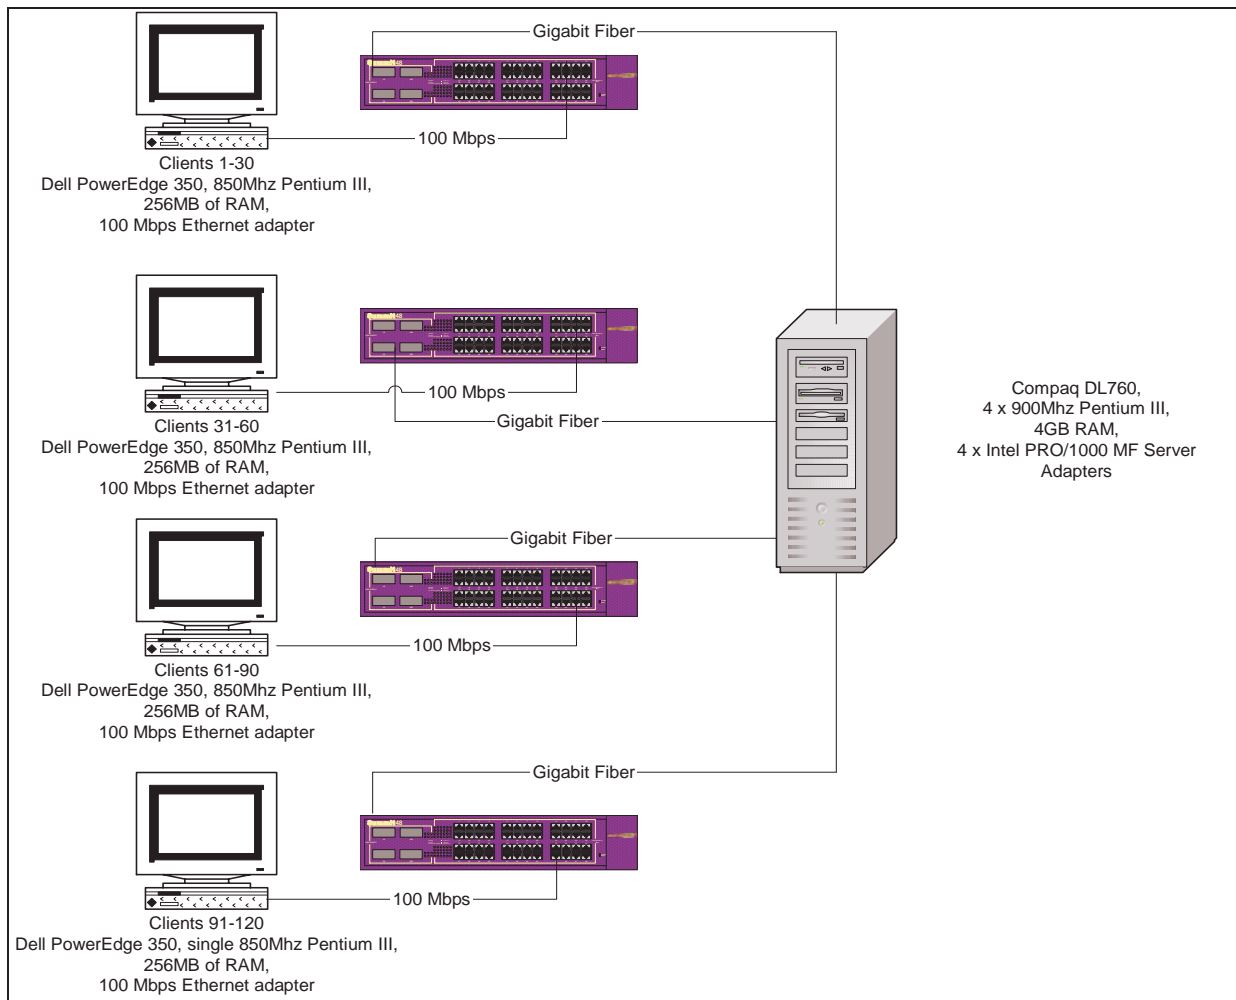 Gigabit Fiber
100 Mbps
Clients 1-30
Dell PowerEdge 350, 850Mhz Pentium III,
256MB of RAM,
100 Mbps Ethernet adapter
100 Mbps
Gigabit Fiber
Clients 31-60
Dell PowerEdge 350, 850Mhz Pentium III,
256MB of RAM,
100 Mbps Ethernet adapter
Compaq DL760,
4 x 900Mhz Pentium III,
4GB RAM,
4 x Intel PRO/1000 MF Server
Adapters
Gigabit Fiber
100 Mbps
Clients 61-90
Dell PowerEdge 350, 850Mhz Pentium III,
256MB of RAM,
100 Mbps Ethernet adapter
Gigabit Fiber
100 Mbps
Clients 91-120
Dell PowerEdge 350, single 850Mhz Pentium III,
256MB of RAM,
100 Mbps Ethernet adapter